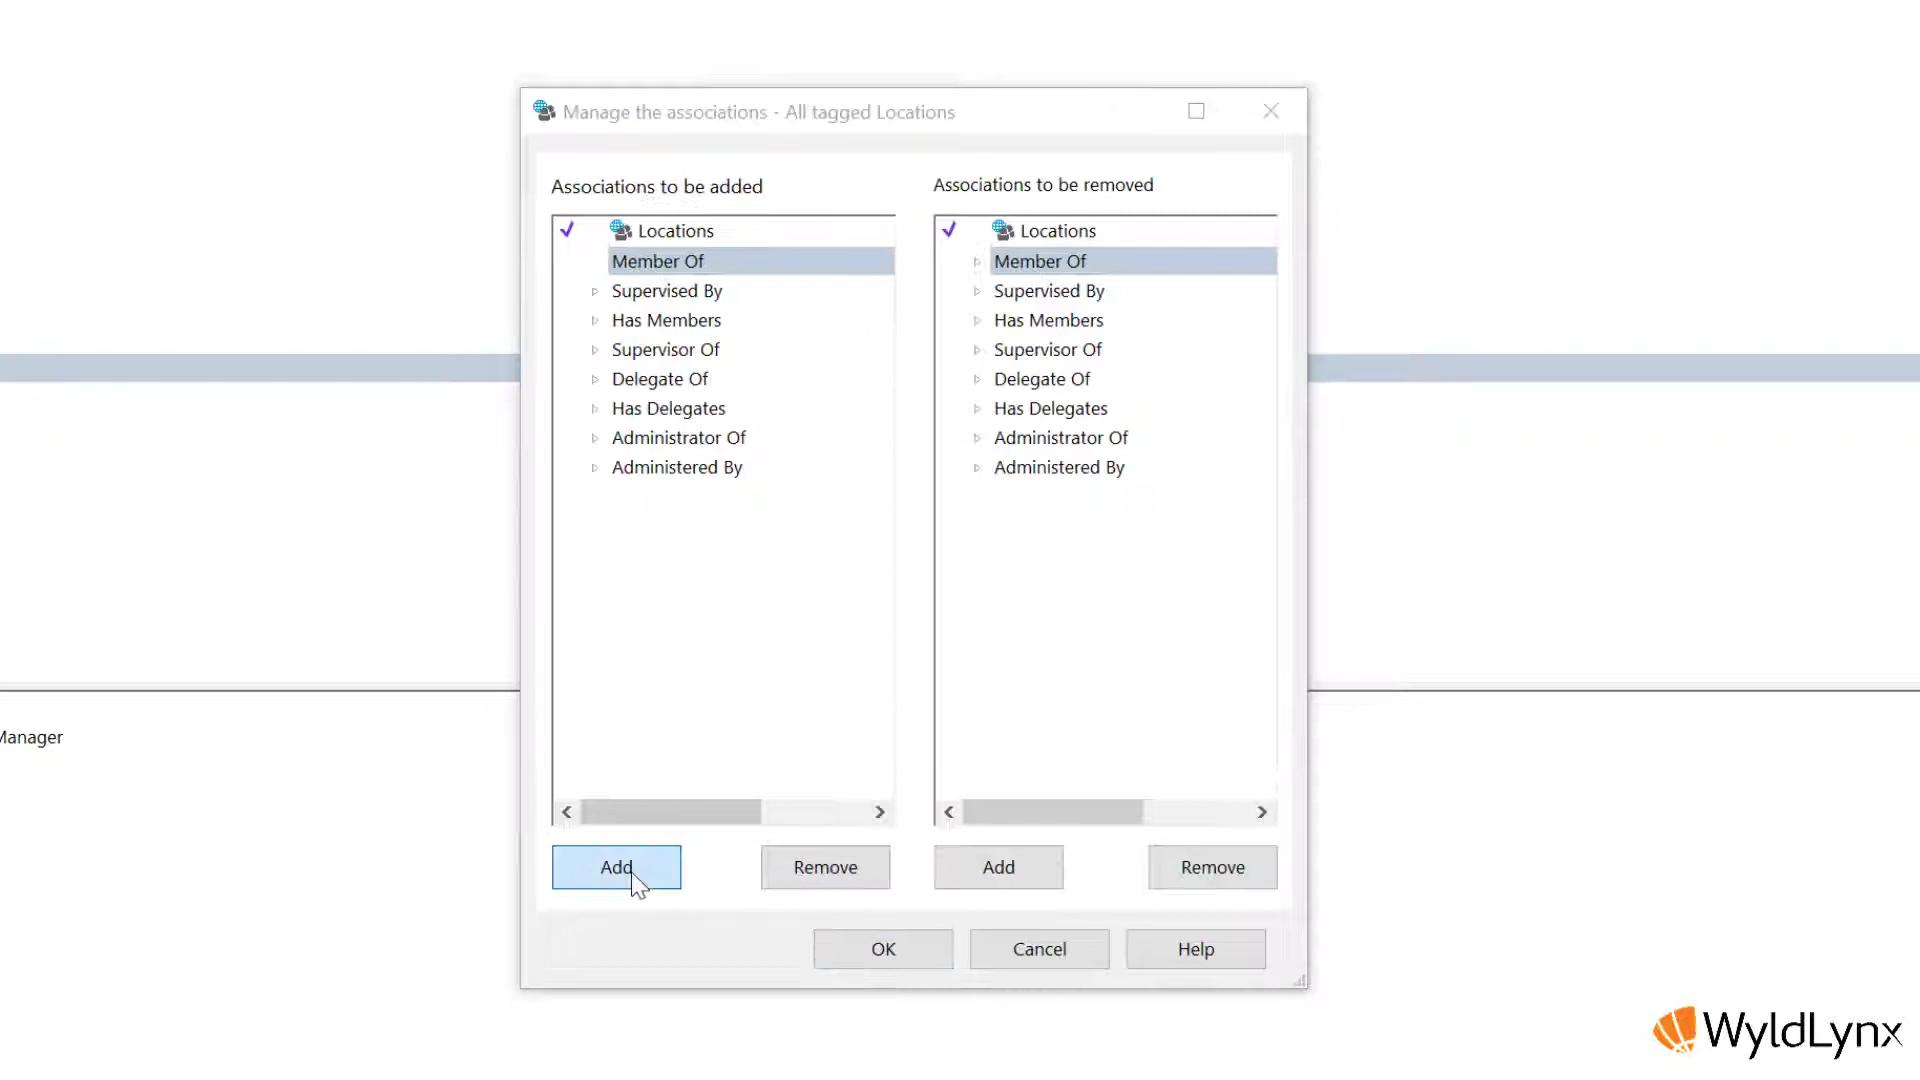 Manage the associations - All tagged Locations
Associations to be added
Associations to be removed
Locations
Member Of
Supervised By
Has Members
Supervisor Of
Delegate Of
Has Delegates
Administrator Of
Administered By
Locations
Member Of
Supervised By
Has Members
Supervisor Of
Delegate Of
Has Delegates
Administrator Of
Administered By
Manager
Add
Remove
Add
Remove
OK
Cancel
Help
WyldLynx